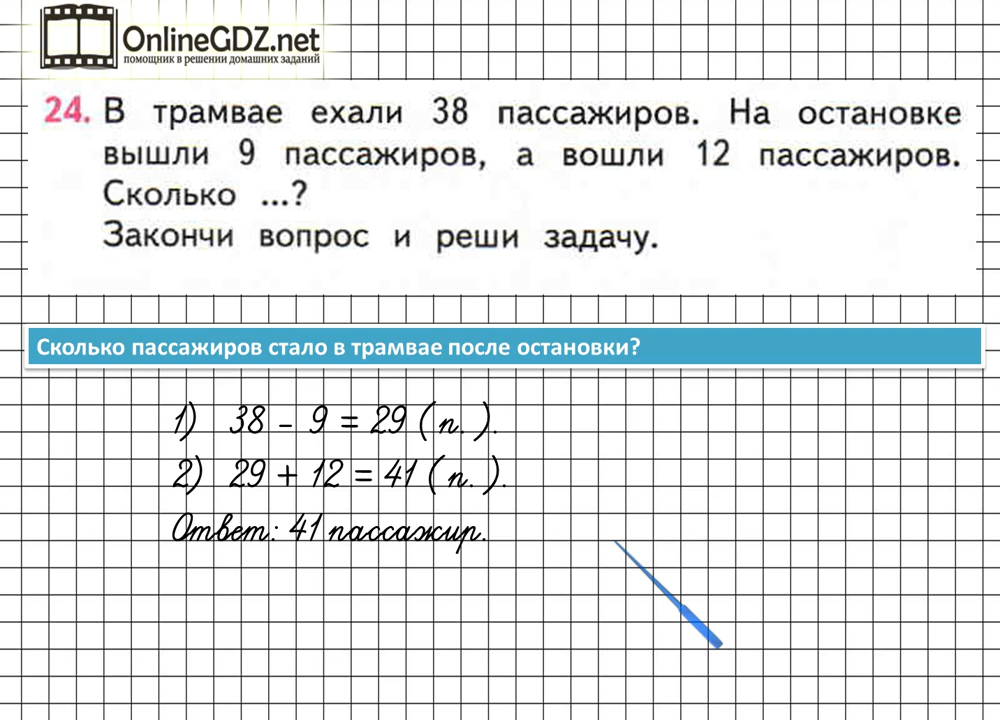 OnlineGDZ.net
помощник в решении домашних заданий
24. В трамвае ехали 38 пассажиров. На остановке
вышли 9 пассажиров, а вошли 12 пассажиров.
Сколько ...?
Закончи вопрос и реши задачу.
Сколько пассажиров стало в трамвае после остановки?
1) 38 - 9 = 29 ( п. ).
2) 29 + 12 = 41 ( п. ).
Ответ: 41 пассажир.